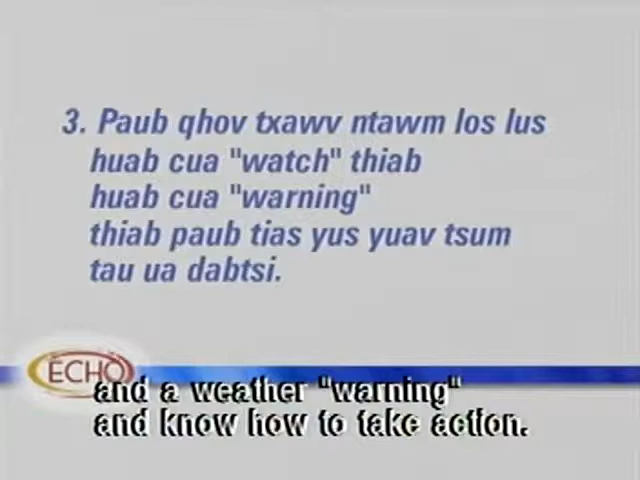 3. Paub qhov txawv ntawm los lus
huab cua "watch" thiab
huab cua "warning"
thiab paub tias yus yuav tsum
tau ua dabtsi.
ECHO
and a weather "warning"
and know how to take action.